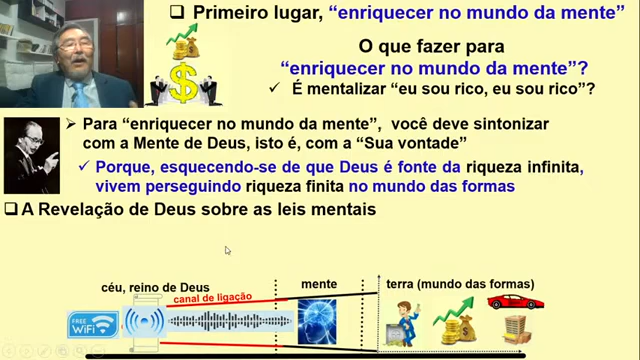 ❑ Primeiro lugar, “enriquecer no mundo da mente”
O que fazer para
“enriquecer no mundo da mente”?
✓ É mentalizar “eu sou rico, eu sou rico”?
➢ Para “enriquecer no mundo da mente”, você deve sintonizar
com a Mente de Deus, isto é, com a “Sua vontade”
✓ Porque, esquecendo-se de que Deus é fonte da riqueza infinita,
vivem perseguindo riqueza finita no mundo das formas
❑A Revelação de Deus sobre as leis mentais
céu, reino de Deus
mente
terra (mundo das formas)
canal de ligação
FREE
WiFi